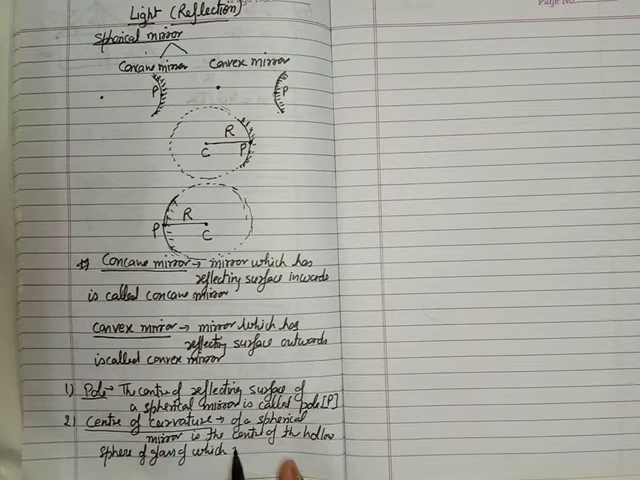 Page No.
Light (Reflection)
Spherical mirror
Concave mirror Convex mirror
P P
R
C P
R
P C
Concave mirror → mirror which has
reflecting surface inwards
is called concave mirror
Convex mirror → mirror which has
reflecting surface outwards
is called convex mirror
1) Pole → The centre of reflecting surface of
a spherical mirror is called pole [P]
2) Centre of curvature → of a spherical
mirror is the centre of the hollow
sphere of glass of which